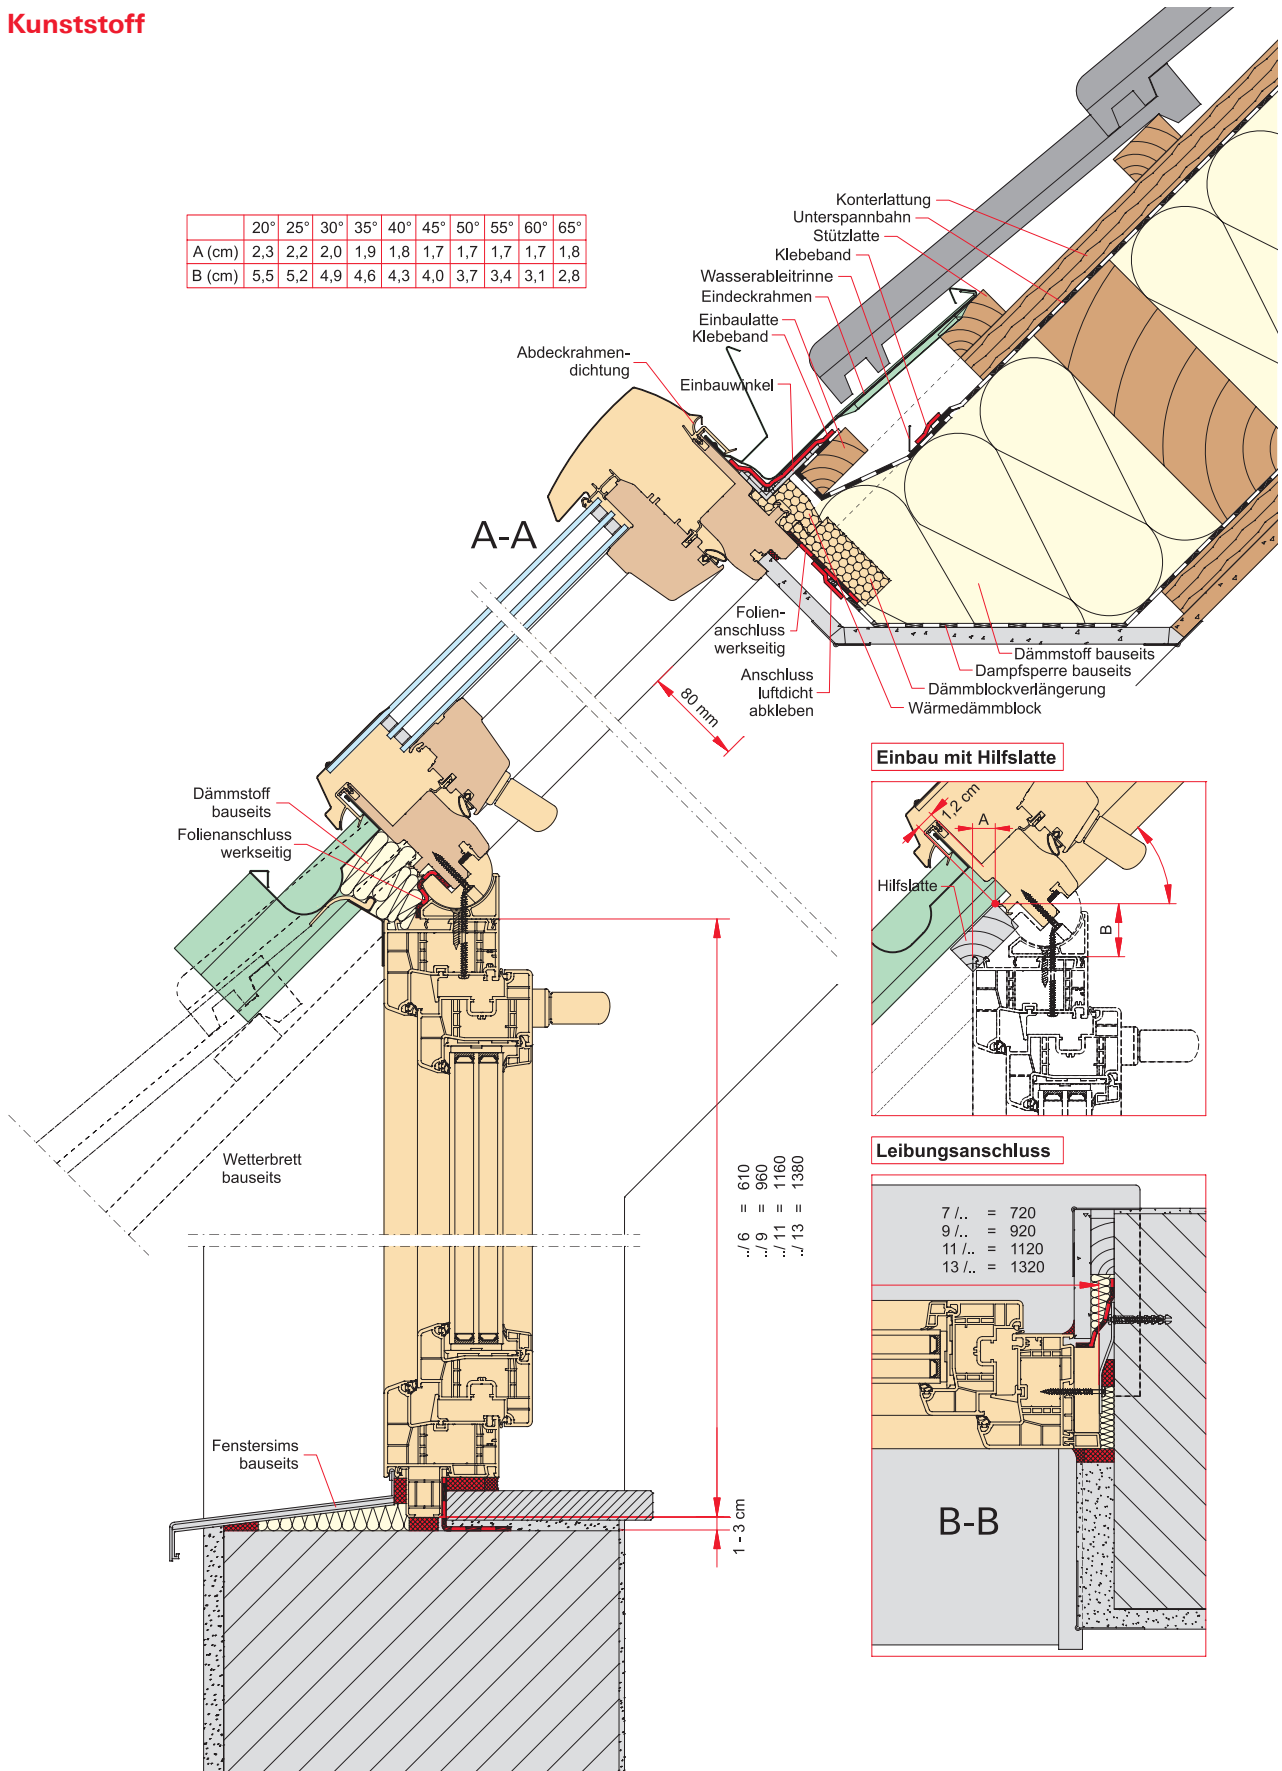 Kunststoff
20° 25° 30° 35° 40° 45° 50° 55° 60° 65°
A (cm) 2,3 2,2 2,0 1,9 1,8 1,7 1,7 1,7 1,7 1,8
B (cm) 5,5 5,2 4,9 4,6 4,3 4,0 3,7 3,4 3,1 2,8
Konterlattung
Unterspannbahn
Stützlatte
Klebeband
Wasserableitrinne
Eindeckrahmen
Einbaulatte
Klebeband
Abdeckrahmen-
dichtung
Einbauwinkel
A-A
Folien-
anschluss
werkseitig
Anschluss
luftdicht
abkleben
Dämmstoff bauseits
Dampfsperre bauseits
Dämmblockverlängerung
Wärmedämmblock
80 mm
Dämmstoff
bauseits
Folienanschluss
werkseitig
Einbau mit Hilfslatte
1,2 cm
A
Hilfslatte
B
Wetterbrett
bauseits
../ 6 = 610
../ 9 = 960
../ 11 = 1160
../ 13 = 1380
Leibungsanschluss
7 /.. = 720
9 /.. = 920
11 /.. = 1120
13 /.. = 1320
Fenstersims
bauseits
1 - 3 cm
B-B